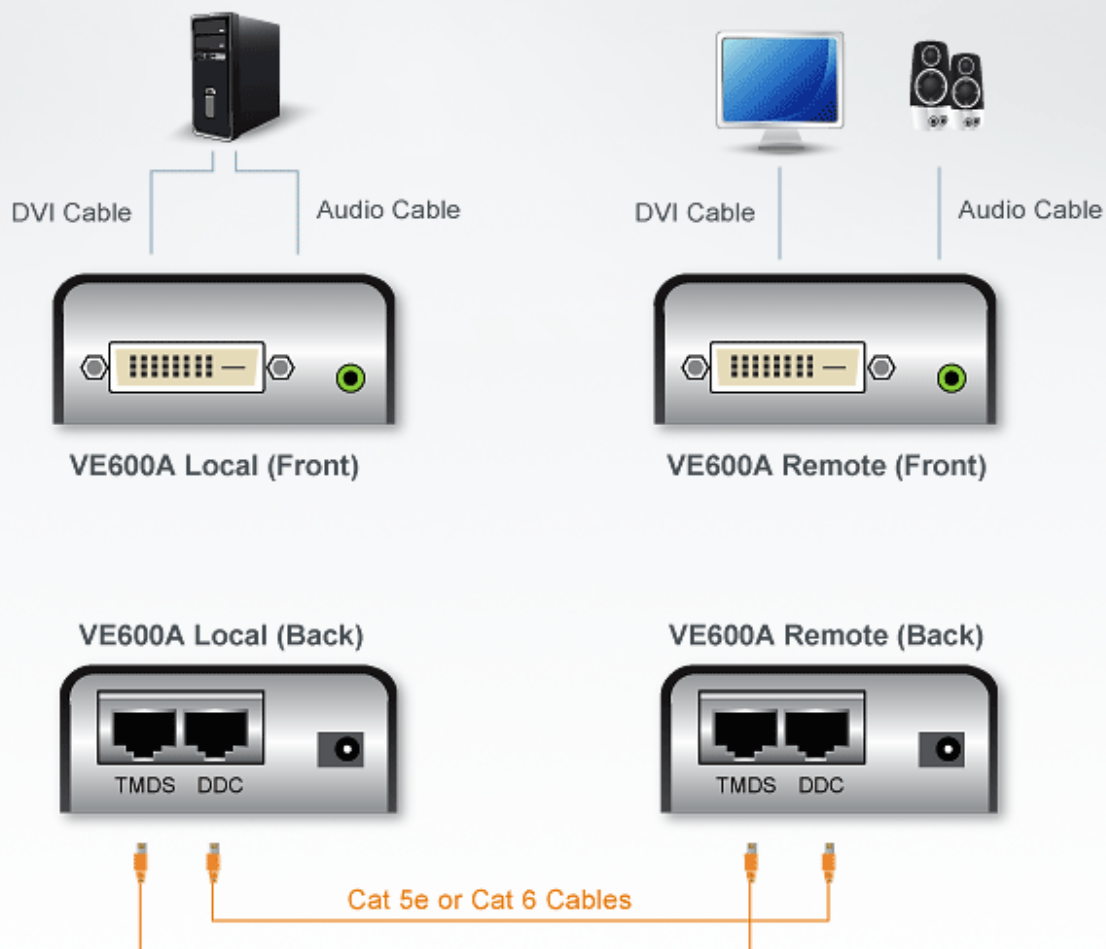 DVI Cable
Audio Cable
DVI Cable
Audio Cable
VE600A Local (Front)
VE600A Remote (Front)
VE600A Local (Back)
VE600A Remote (Back)
TMDS DDC
TMDS DDC
Cat 5e or Cat 6 Cables